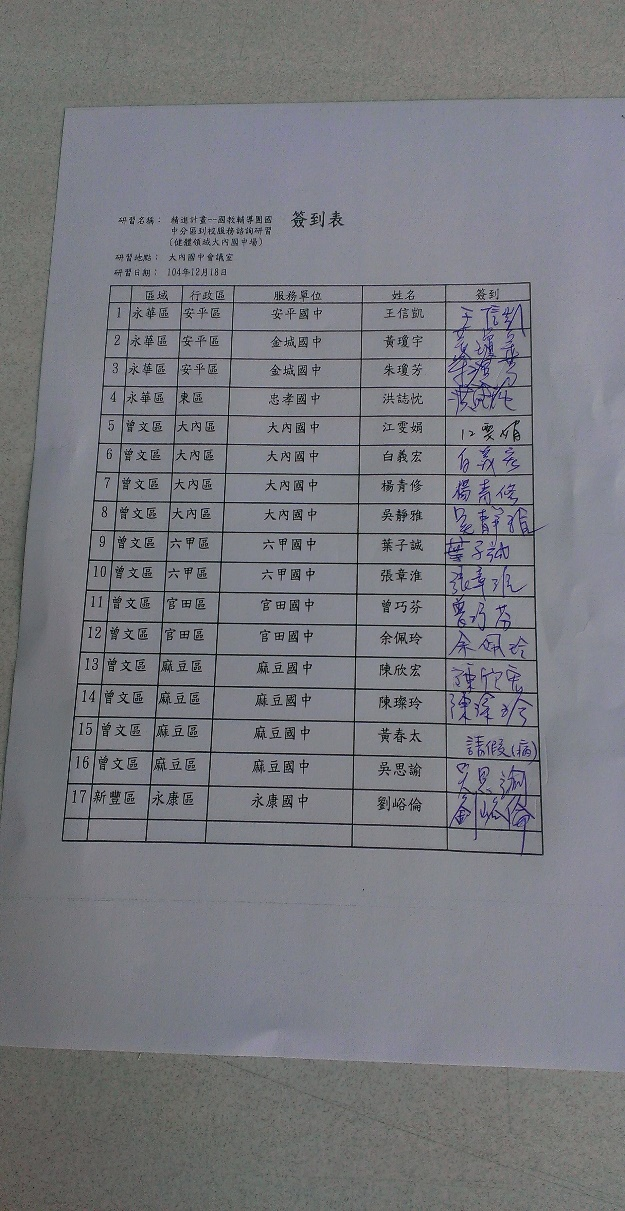 簽到表
研習名稱： 精進計畫--國教輔導團國
中分區到校服務諮詢研習
(健體領域大內國中場)
研習地點： 大內國中會議室
研習日期： 104年12月18日
區域 行政區 服務單位 姓名 簽到
1 永華區 安平區 安平國中 王信凱 王信凱
2 永華區 安平區 金城國中 黃瓊宇
3 永華區 安平區 金城國中 朱瓊芳
4 永華區 東區 忠孝國中 洪誌忱
5 曾文區 大內區 大內國中 江雯娟 江雯娟
6 曾文區 大內區 大內國中 白義宏 白義宏
7 曾文區 大內區 大內國中 楊青修 楊青修
8 曾文區 大內區 大內國中 吳靜雅 吳靜雅
9 曾文區 六甲區 六甲國中 葉子誠 葉子誠
10 曾文區 六甲區 六甲國中 張章淮
11 曾文區 官田區 官田國中 曾巧芬 曾巧芬
12 曾文區 官田區 官田國中 余佩玲 余佩玲
13 曾文區 麻豆區 麻豆國中 陳欣宏 陳欣宏
14 曾文區 麻豆區 麻豆國中 陳璨玲 陳璨玲
15 曾文區 麻豆區 麻豆國中 黃春太 請假(病)
16 曾文區 麻豆區 麻豆國中 吳思諭 吳思諭
17 新豐區 永康區 永康國中 劉峪倫 劉峪倫